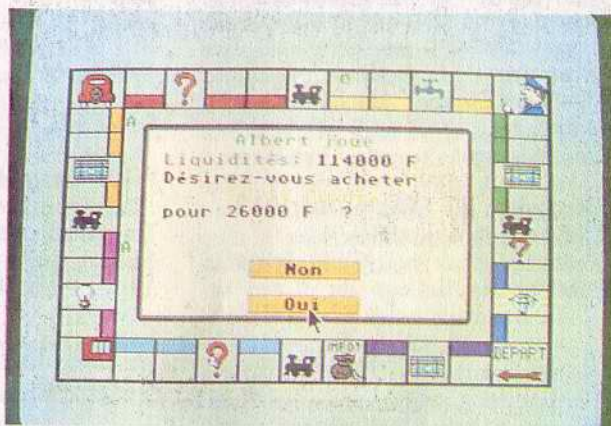 Albert joue
Liquidités: 114000 F
Désirez-vous acheter
pour 26000 F ?
Non
Oui
IMPOT
DEPART